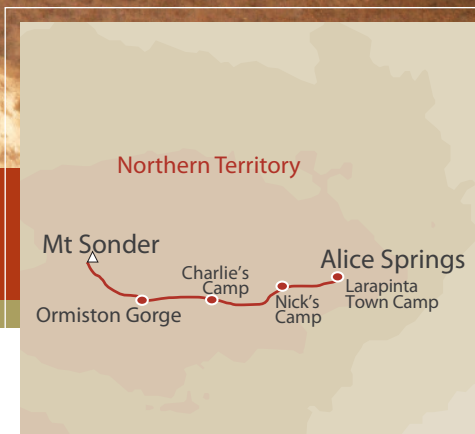 Northern Territory
Mt Sonder
Alice Springs
Charlie's
Camp
Larapinta
Town Camp
Nick's
Camp
Ormiston Gorge